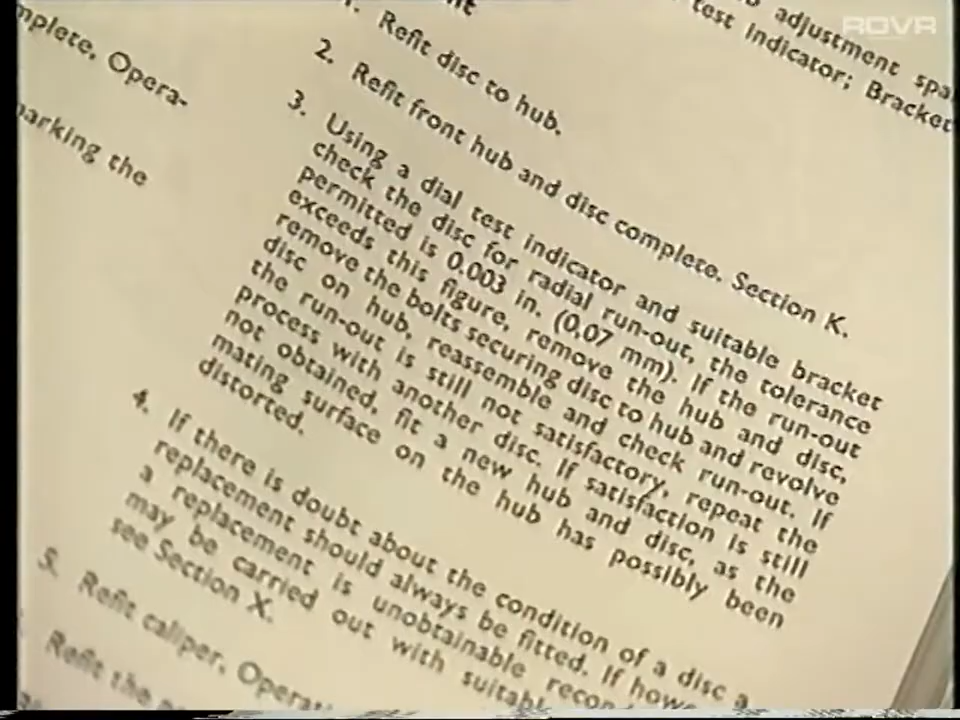 mplete. Opera-
arking the
adjustment spa
test indicator; Bracket
1. Refit disc to hub.
2. Refit front hub and disc complete. Section K.
3. Using a dial test indicator and suitable bracket
check the disc for radial run-out, the tolerance
permitted is 0.003 in. (0,07 mm). If the run-out
exceeds this figure, remove the hub and disc,
remove the bolts securing disc to hub and revolve
disc on hub, reassemble and check run-out. If
the run-out is still not satisfactory, repeat the
process with another disc. If satisfaction is still
not obtained, fit a new hub and disc, as the
mating surface on the hub has possibly been
distorted.
4. If there is doubt about the condition of a disc a
replacement should always be fitted. If howe
a replacement is unobtainable recon
may be carried out with suitabl
see Section X.
5. Refit caliper. Operati
Refit the
ROVR